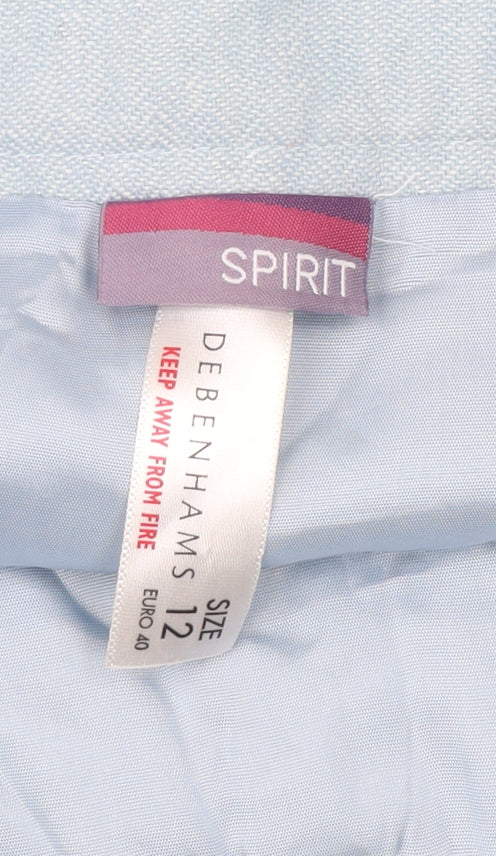 SPIRIT
DEBENHAMS
KEEP AWAY FROM FIRE
SIZE
12
EURO 40